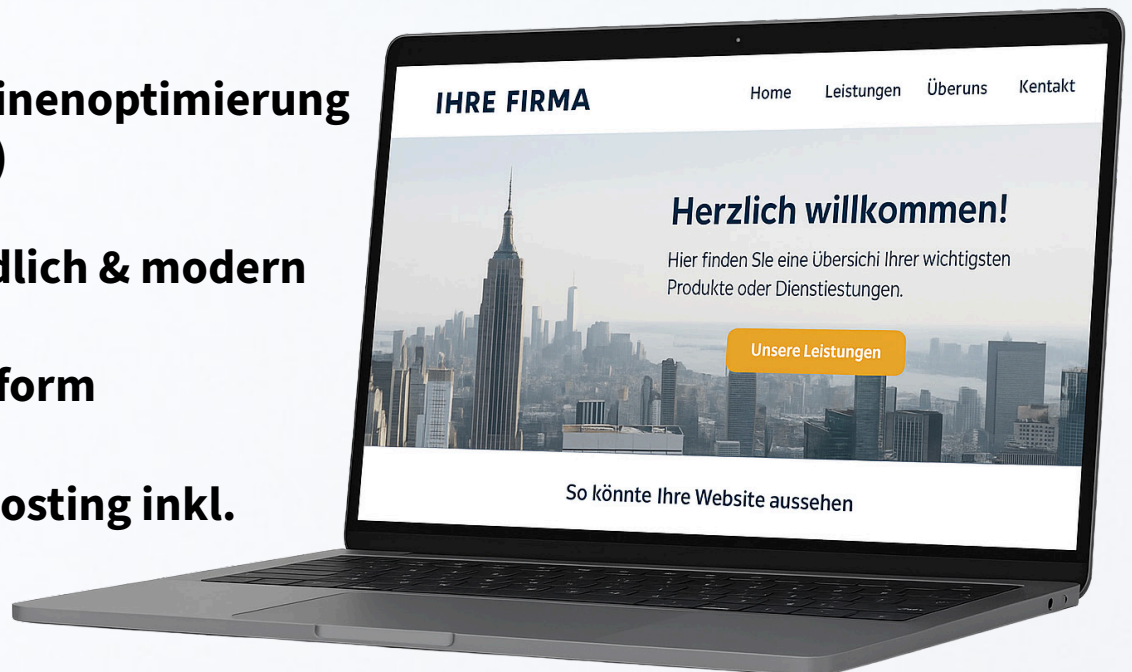 inenoptimierung
)
dlich & modern
form
osting inkl.
IHRE FIRMA
Home Leistungen Überuns Kentakt
Herzlich willkommen!
Hier finden SIe eine Übersichi Ihrer wichtigsten
Produkte oder Dienstiestungen.
Unsere Leistungen
So könnte Ihre Website aussehen